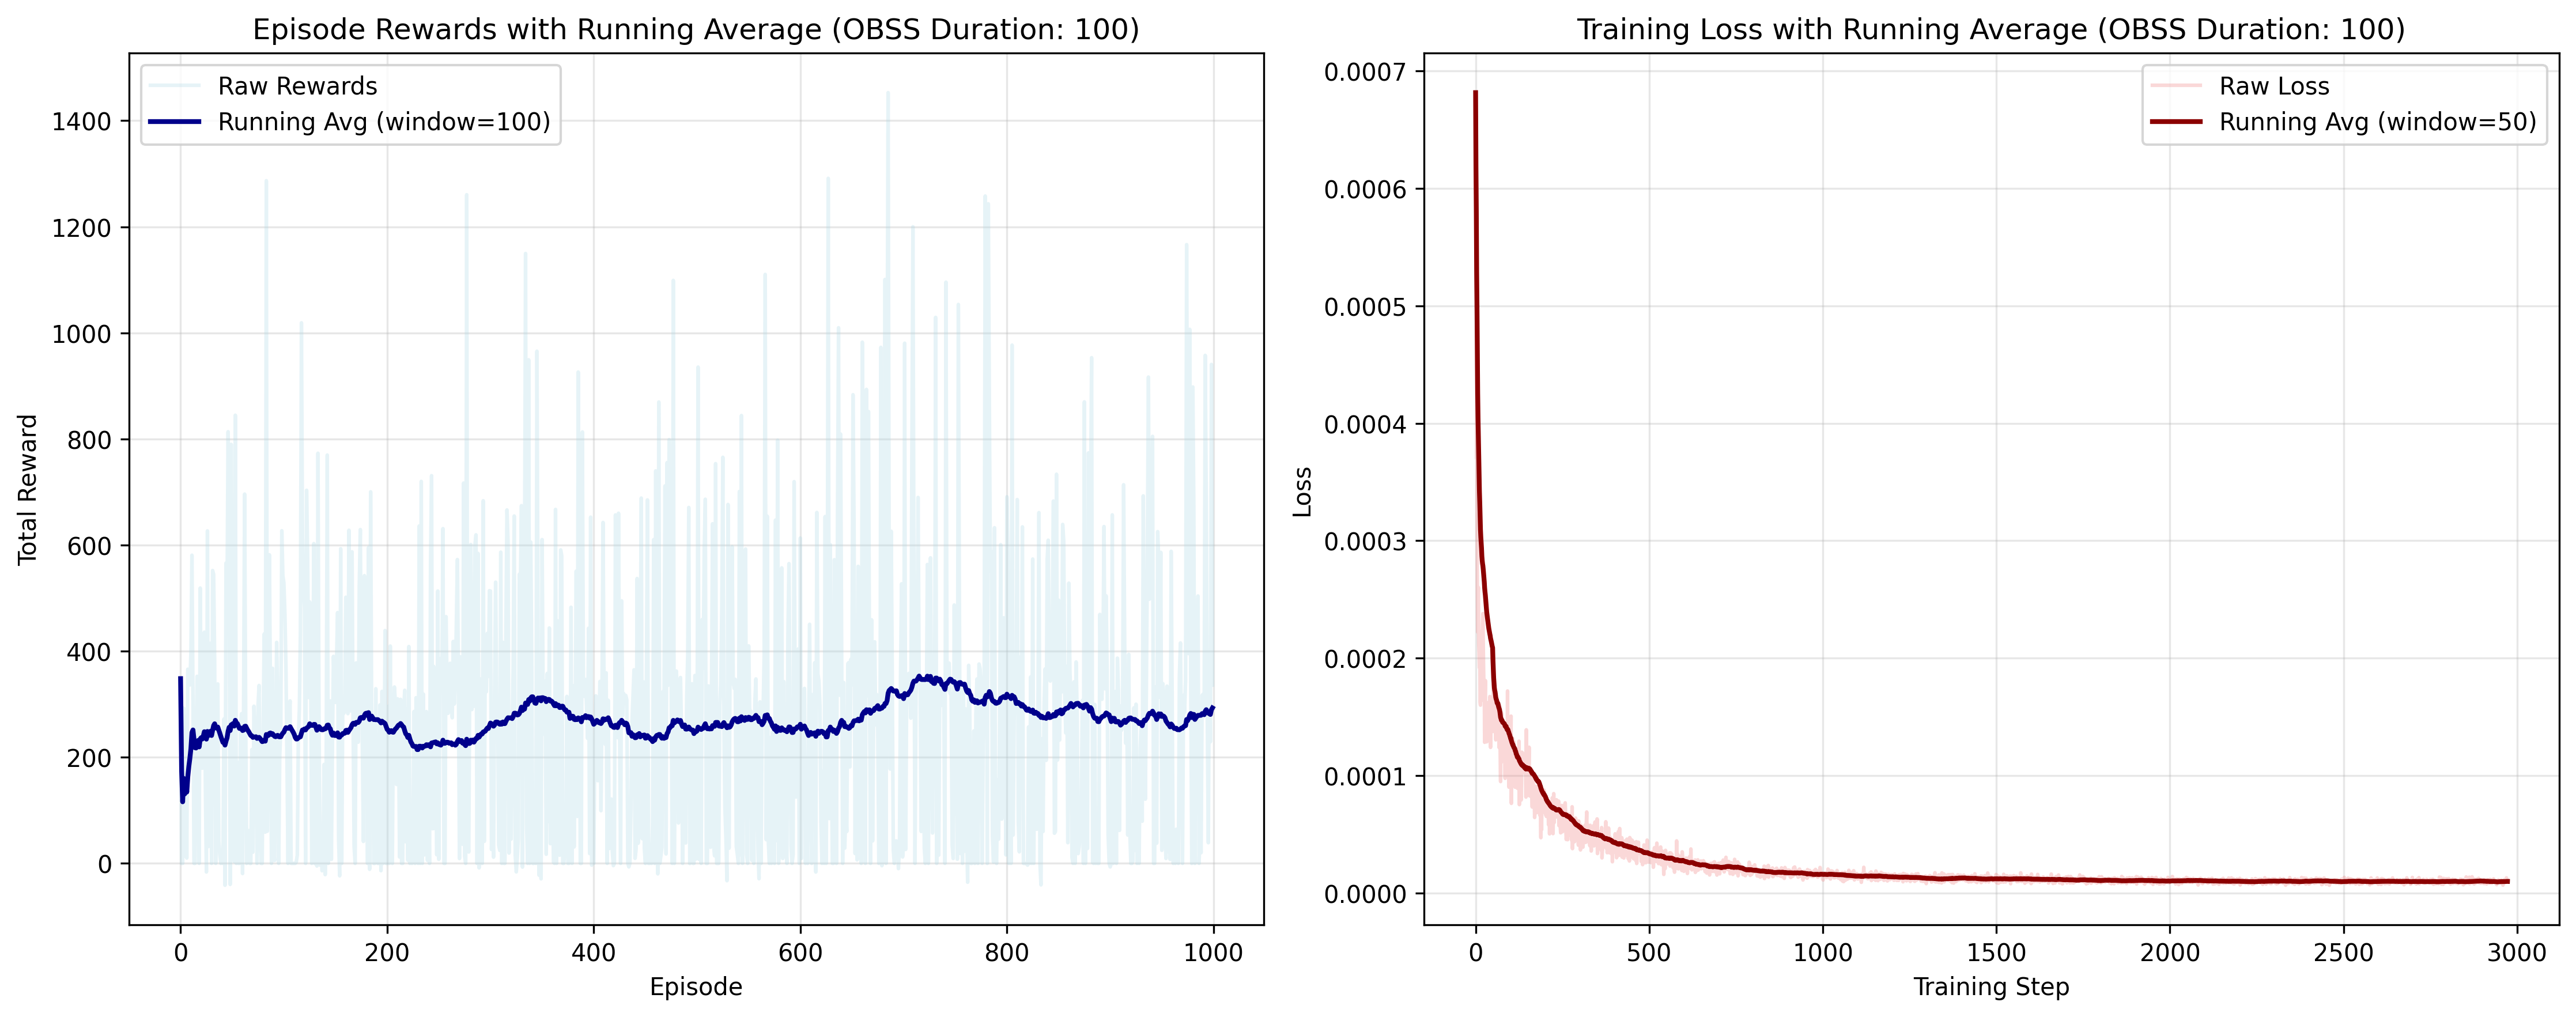 Episode Rewards with Running Average (OBSS Duration: 100)
Raw Rewards
Running Avg (window=100)
1400
1200
1000
800
600
400
200
0
Total Reward
0 200 400 600 800 1000
Episode
Training Loss with Running Average (OBSS Duration: 100)
Raw Loss
Running Avg (window=50)
0.0007
0.0006
0.0005
0.0004
0.0003
0.0002
0.0001
0.0000
Loss
0 500 1000 1500 2000 2500 3000
Training Step